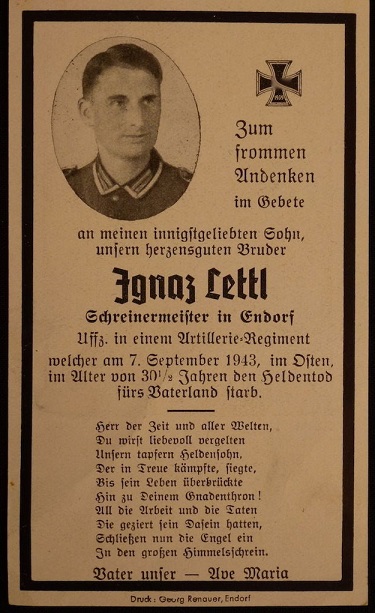 Zum
frommen
Andenken
im Gebete
an meinen innigstgeliebten Sohn,
unsern herzensguten Bruder
Ignaz Lettl
Schreinermeister in Endorf
Uffz. in einem Artillerie-Regiment
welcher am 7. September 1943, im Osten,
im Alter von 30½ Jahren den Heldentod
fürs Vaterland starb.
Herr der Zeit und aller Welten,
Du wirst liebevoll vergelten
Unsern tapfern Heldensohn,
Der in Treue kämpfte, siegte,
Bis sein Leben überbrückte
Hin zu Deinem Gnadenthron!
All die Arbeit und die Taten
Die geziert sein Dasein hatten,
Schließen nun die Engel ein
In den großen Himmelsschrein.
Vater unser — Ave Maria
Druck: Georg Renauer, Endorf